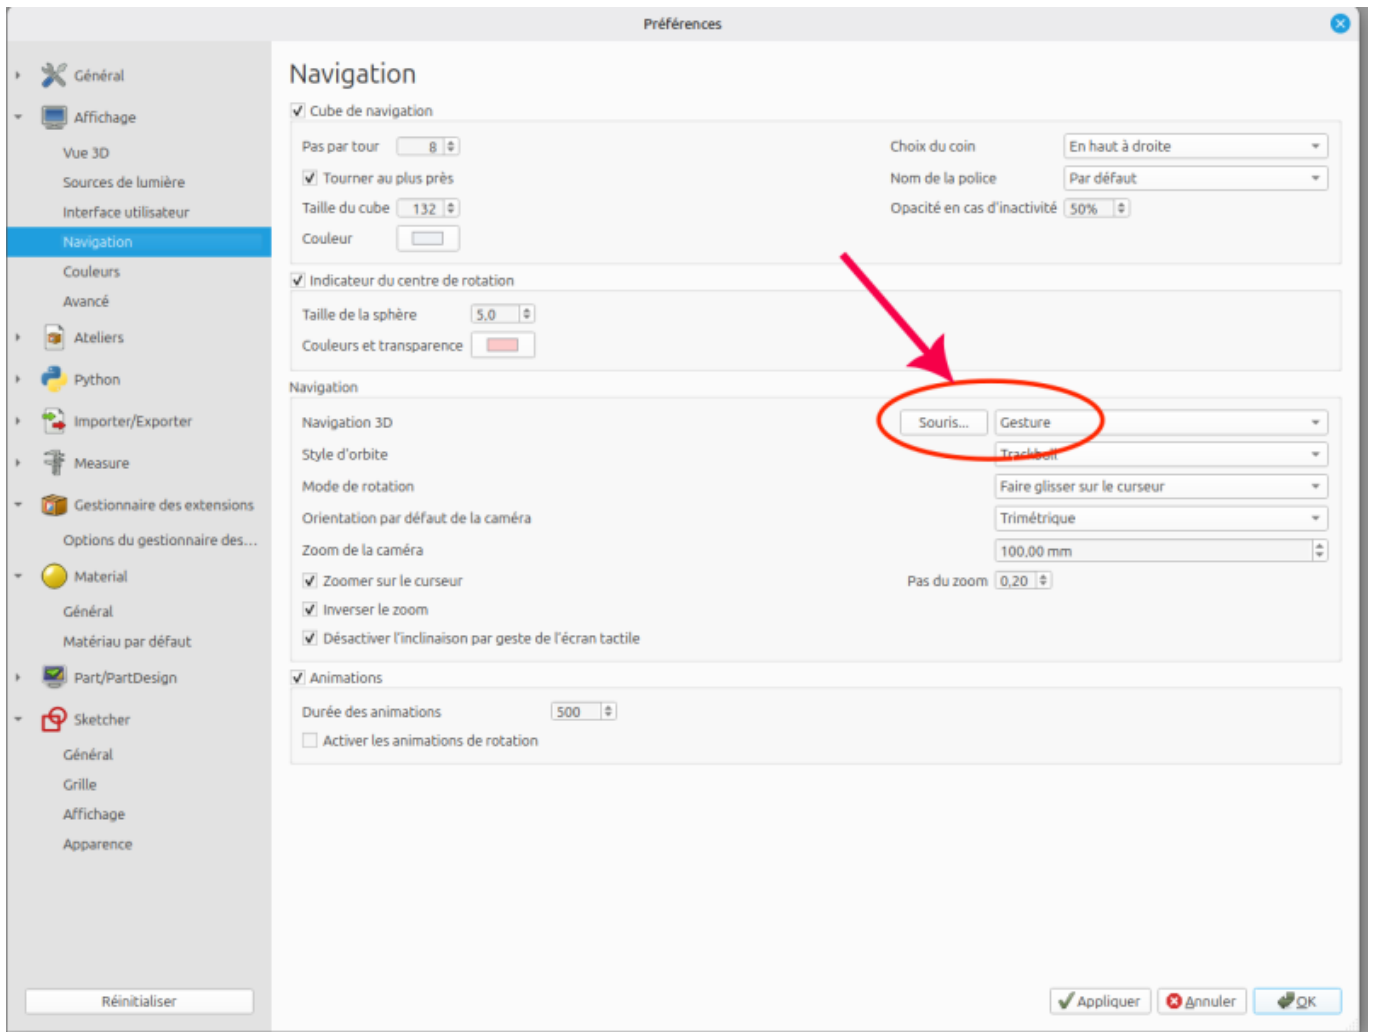 Préférences
Général
Affichage
Vue 3D
Sources de lumière
Interface utilisateur
Navigation
Couleurs
Avancé
Ateliers
Python
Importer/Exporter
Measure
Gestionnaire des extensions
Options du gestionnaire des...
Material
Général
Matériau par défaut
Part/PartDesign
Sketcher
Général
Grille
Affichage
Apparence
Réinitialiser
Navigation
Cube de navigation
Pas par tour 8 Choix du coin En haut à droite
Tourner au plus près Nom de la police Par défaut
Taille du cube 132 Opacité en cas d'inactivité 50%
Couleur
Indicateur du centre de rotation
Taille de la sphère 5,0
Couleurs et transparence
Navigation
Navigation 3D Souris... Gesture
Style d'orbite Trackball
Mode de rotation Faire glisser sur le curseur
Orientation par défaut de la caméra Trimétrique
Zoom de la caméra 100,00 mm
Zoomer sur le curseur Pas du zoom 0,20
Inverser le zoom
Désactiver l'inclinaison par geste de l'écran tactile
Animations
Durée des animations 500
Activer les animations de rotation
Appliquer Annuler OK